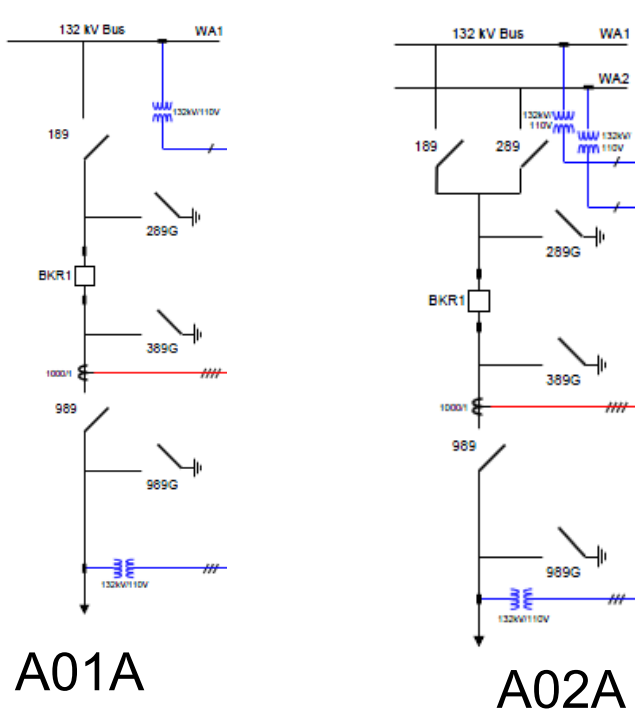 132 kV Bus
WA1
132kV/110V
189
289G
BKR1
389G
1000/1
989
989G
132kV/110V
A01A
132 kV Bus
WA1
WA2
132kV/
110V
132kV/
110V
189
289
289G
BKR1
389G
1000/1
989
989G
132kV/110V
A02A